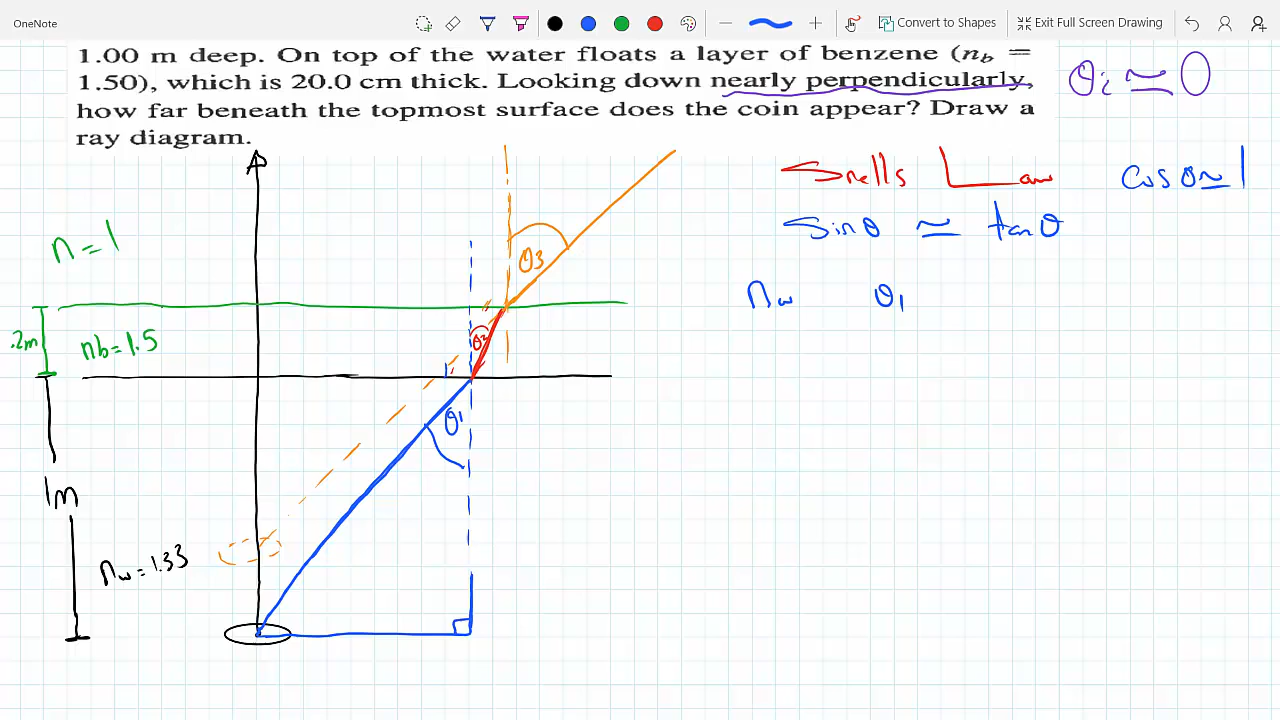 OneNote
Convert to Shapes
Exit Full Screen Drawing
1.00 m deep. On top of the water floats a layer of benzene (n_b =
1.50), which is 20.0 cm thick. Looking down nearly perpendicularly,
how far beneath the topmost surface does the coin appear? Draw a
ray diagram.
θi ≃ 0
Snells Law
cos θ ≃ 1
Sinθ ≅ tanθ
n = 1
θ3
nw θ1
.2m
nb = 1.5
θ2
θ1
1m
nw = 1.33